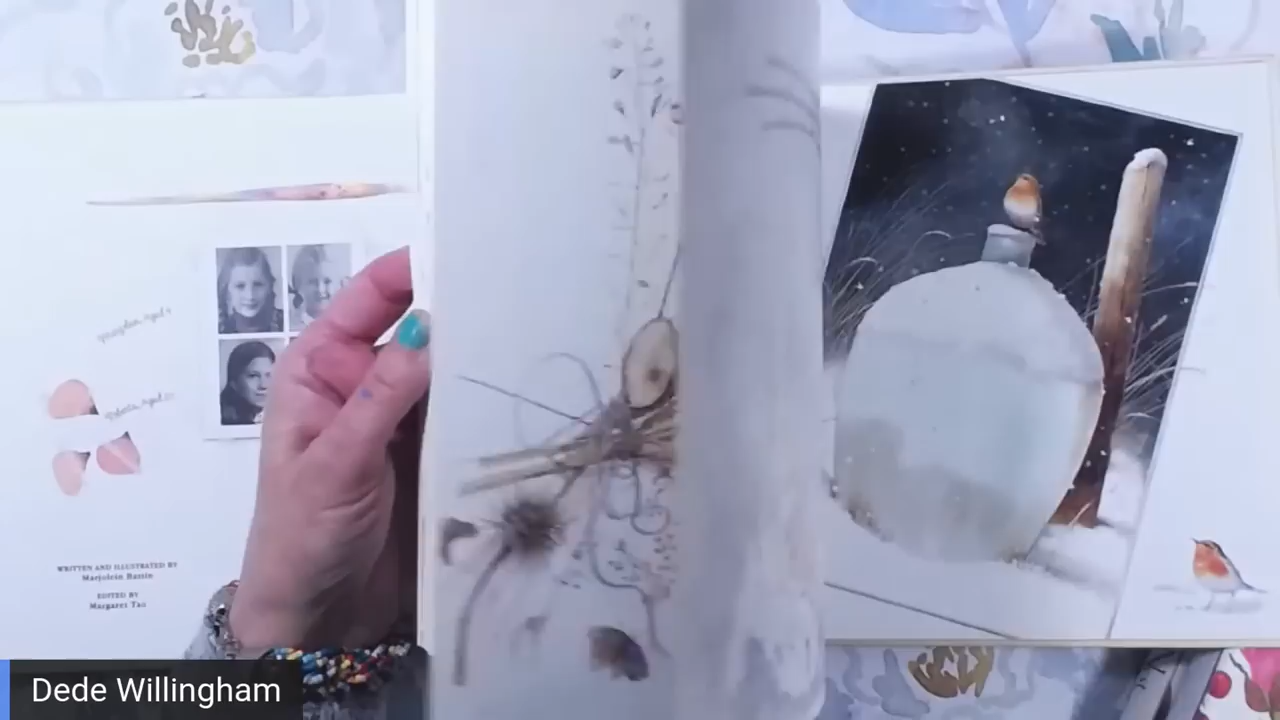 WRITTEN AND ILLUSTRATED BY
Marjolein Bastin
EDITED BY
Margaret Tao
Dede Willingham